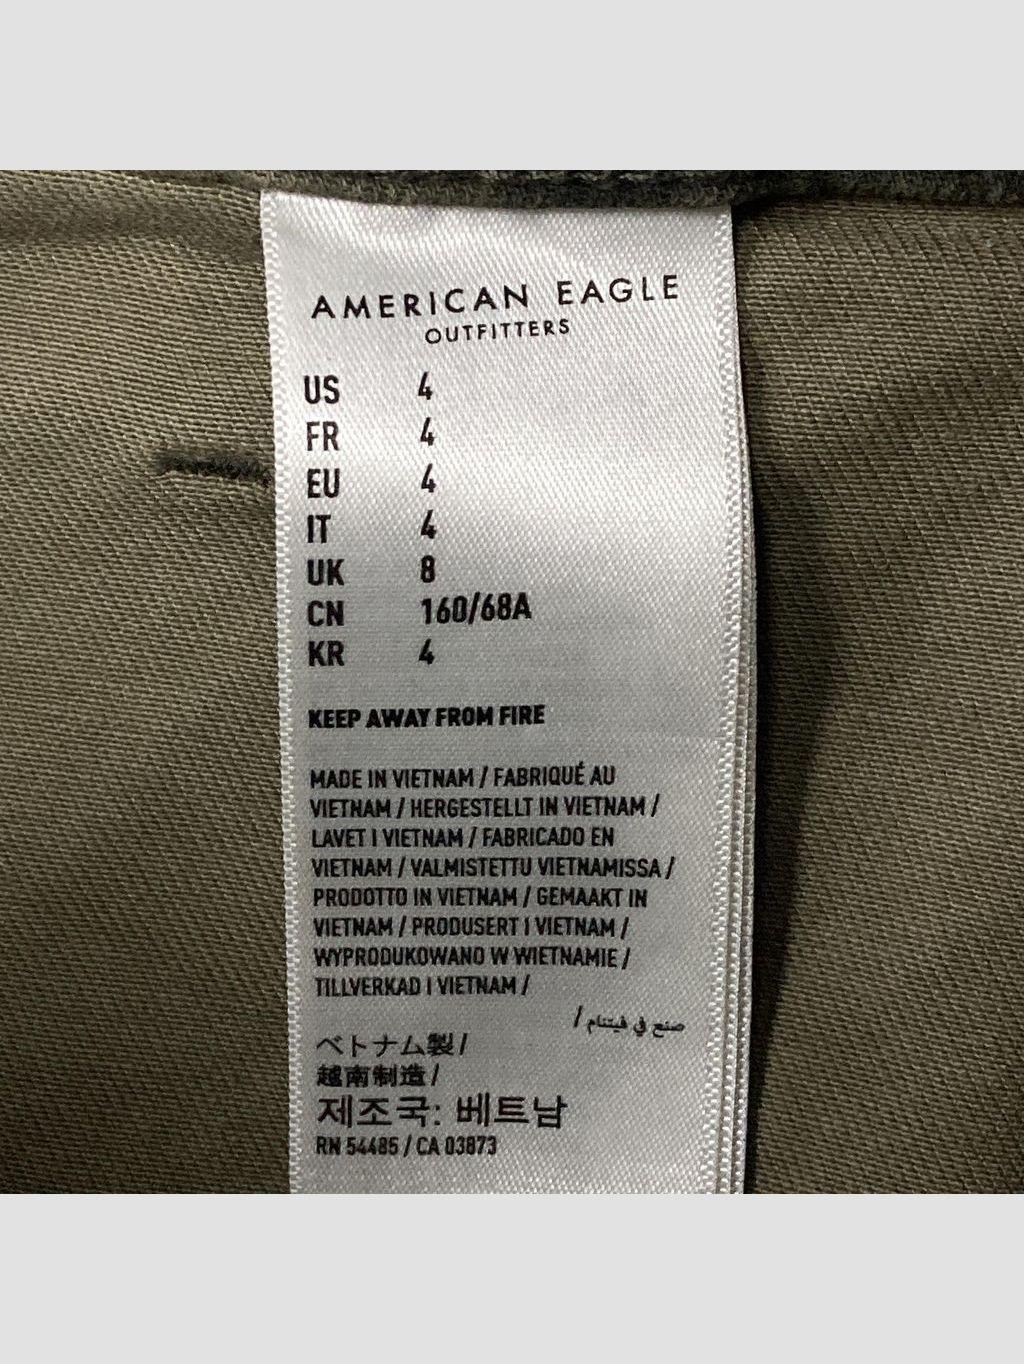 AMERICAN EAGLE
OUTFITTERS
US 4
FR 4
EU 4
IT 4
UK 8
CN 160/68A
KR 4
KEEP AWAY FROM FIRE
MADE IN VIETNAM / FABRIQUÉ AU
VIETNAM / HERGESTELLT IN VIETNAM /
LAVET I VIETNAM / FABRICADO EN
VIETNAM / VALMISTETTU VIETNAMISSA /
PRODOTTO IN VIETNAM / GEMAAKT IN
VIETNAM / PRODUSERT I VIETNAM /
WYPRODUKOWANO W WIETNAMIE /
TILLVERKAD I VIETNAM /
صنع في فيتنام /
ベトナム製 /
越南制造 /
제조국: 베트남
RN 54485 / CA 03873